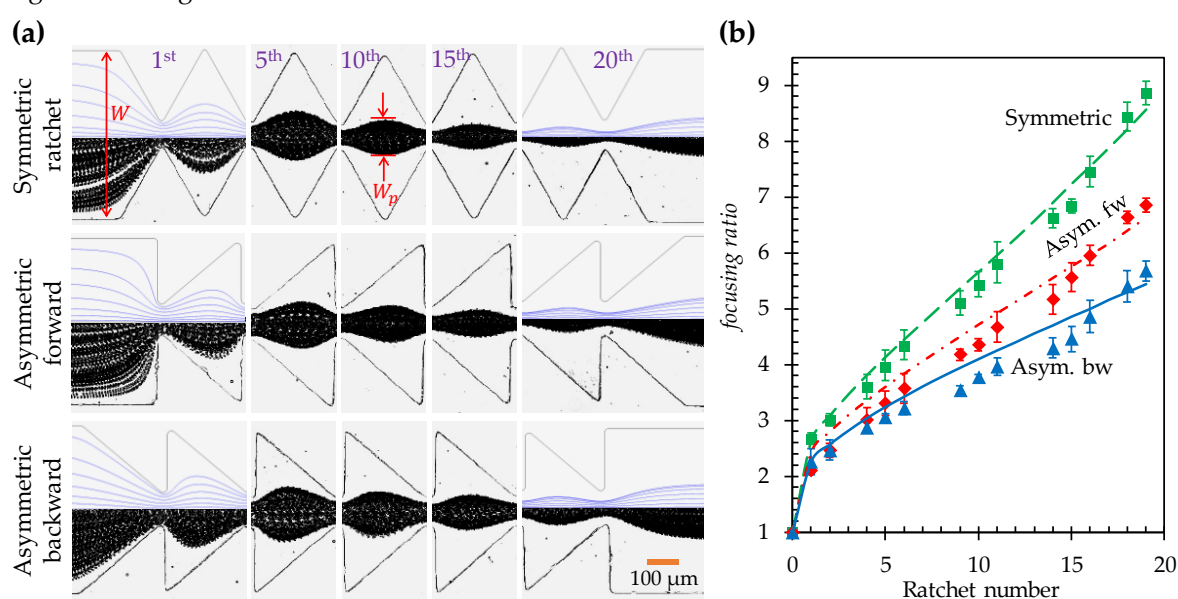 (a)
1st 5th 10th 15th 20th
Symmetric
ratchet
W
Wp
Asymmetric
forward
Asymmetric
backward
100 µm
(b)
focusing ratio
9
8
7
6
5
4
3
2
1
Symmetric
Asym. fw
Asym. bw
0 5 10 15 20
Ratchet number